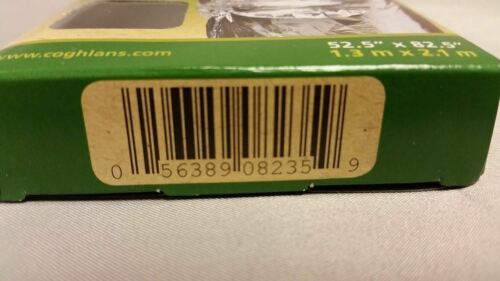 www.coghlans.com
52.5" x 82.5"
1.3 m x 2.1 m
0 56389 08235 9